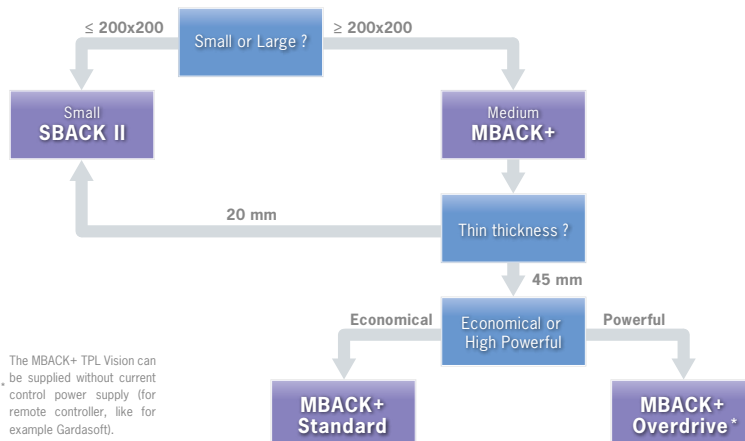 ≤ 200x200
Small or Large ?
≥ 200x200
Small
SBACK II
Medium
MBACK+
20 mm
Thin thickness ?
45 mm
Economical
Economical or
High Powerful
Powerful
The MBACK+ TPL Vision can
* be supplied without current
control power supply (for
remote controller, like for
example Gardasoft).
MBACK+
Standard
MBACK+
Overdrive *